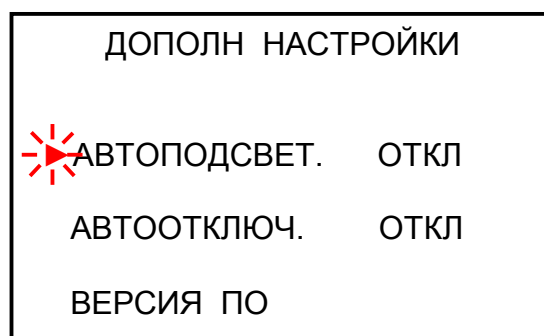 ДОПОЛН НАСТРОЙКИ
АВТОПОДСВЕТ. ОТКЛ
АВТООТКЛЮЧ. ОТКЛ
ВЕРСИЯ ПО